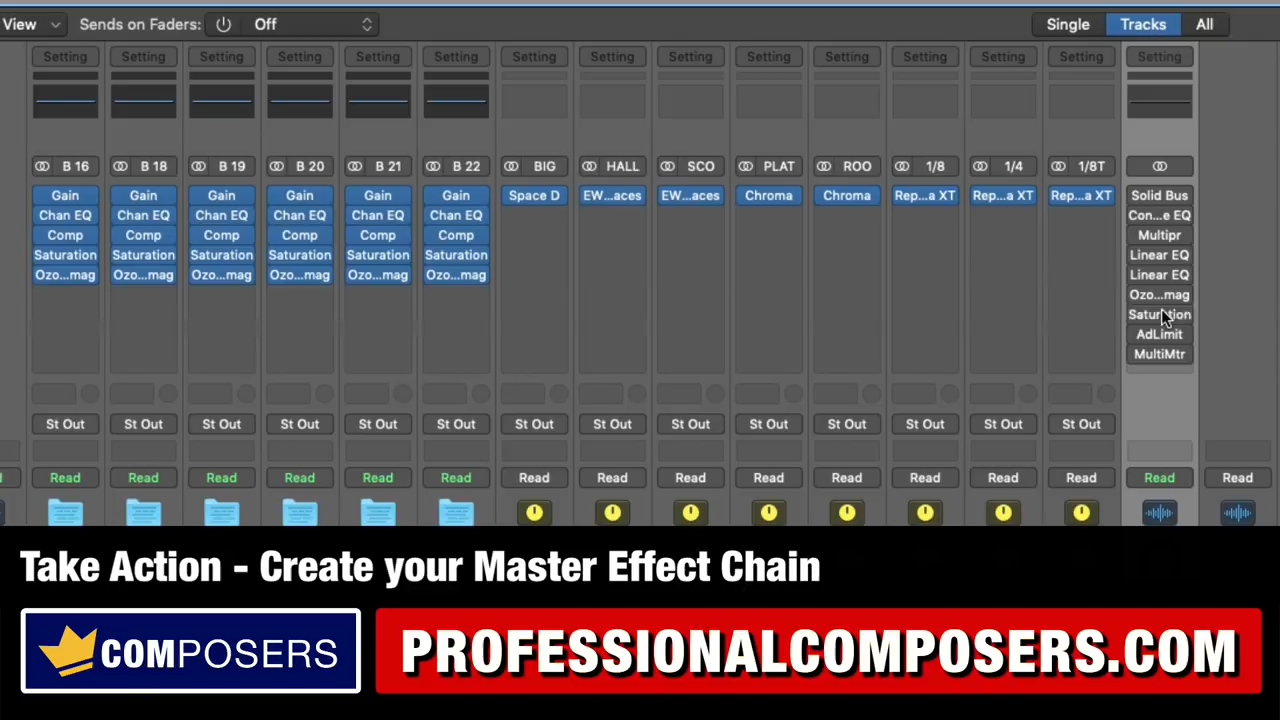 View Sends on Faders: Off Single Tracks All
Setting Setting Setting Setting Setting Setting Setting Setting Setting Setting Setting Setting Setting Setting Setting
B 16 B 18 B 19 B 20 B 21 B 22 BIG HALL SCO PLAT ROO 1/8 1/4 1/8T
Gain Gain Gain Gain Gain Gain Space D EW...aces EW...aces Chroma Chroma Rep...a XT Rep...a XT Rep...a XT Solid Bus
Chan EQ Chan EQ Chan EQ Chan EQ Chan EQ Chan EQ Con...e EQ
Comp Comp Comp Comp Comp Comp Multipr
Saturation Saturation Saturation Saturation Saturation Saturation Linear EQ
Ozo...mag Ozo...mag Ozo...mag Ozo...mag Ozo...mag Ozo...mag Linear EQ
Ozo...mag
Saturation
AdLimit
MultiMtr
St Out St Out St Out St Out St Out St Out St Out St Out St Out St Out St Out St Out St Out St Out
Read Read Read Read Read Read Read Read Read Read Read Read Read Read Read Read
Take Action - Create your Master Effect Chain
COMPOSERS PROFESSIONALCOMPOSERS.COM